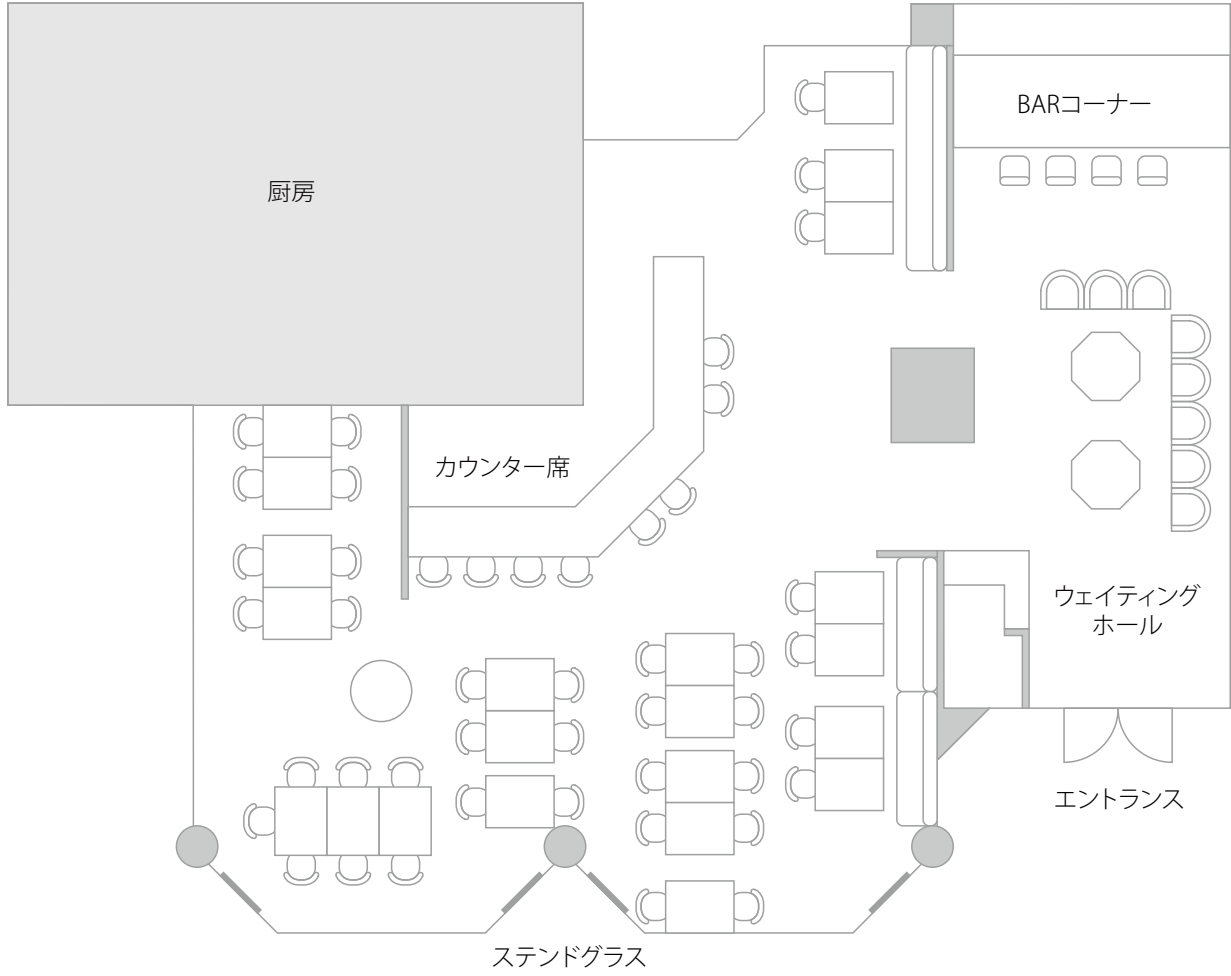 BARコーナー
厨房
カウンター席
ウェイティング
ホール
エントランス
ステンドグラス